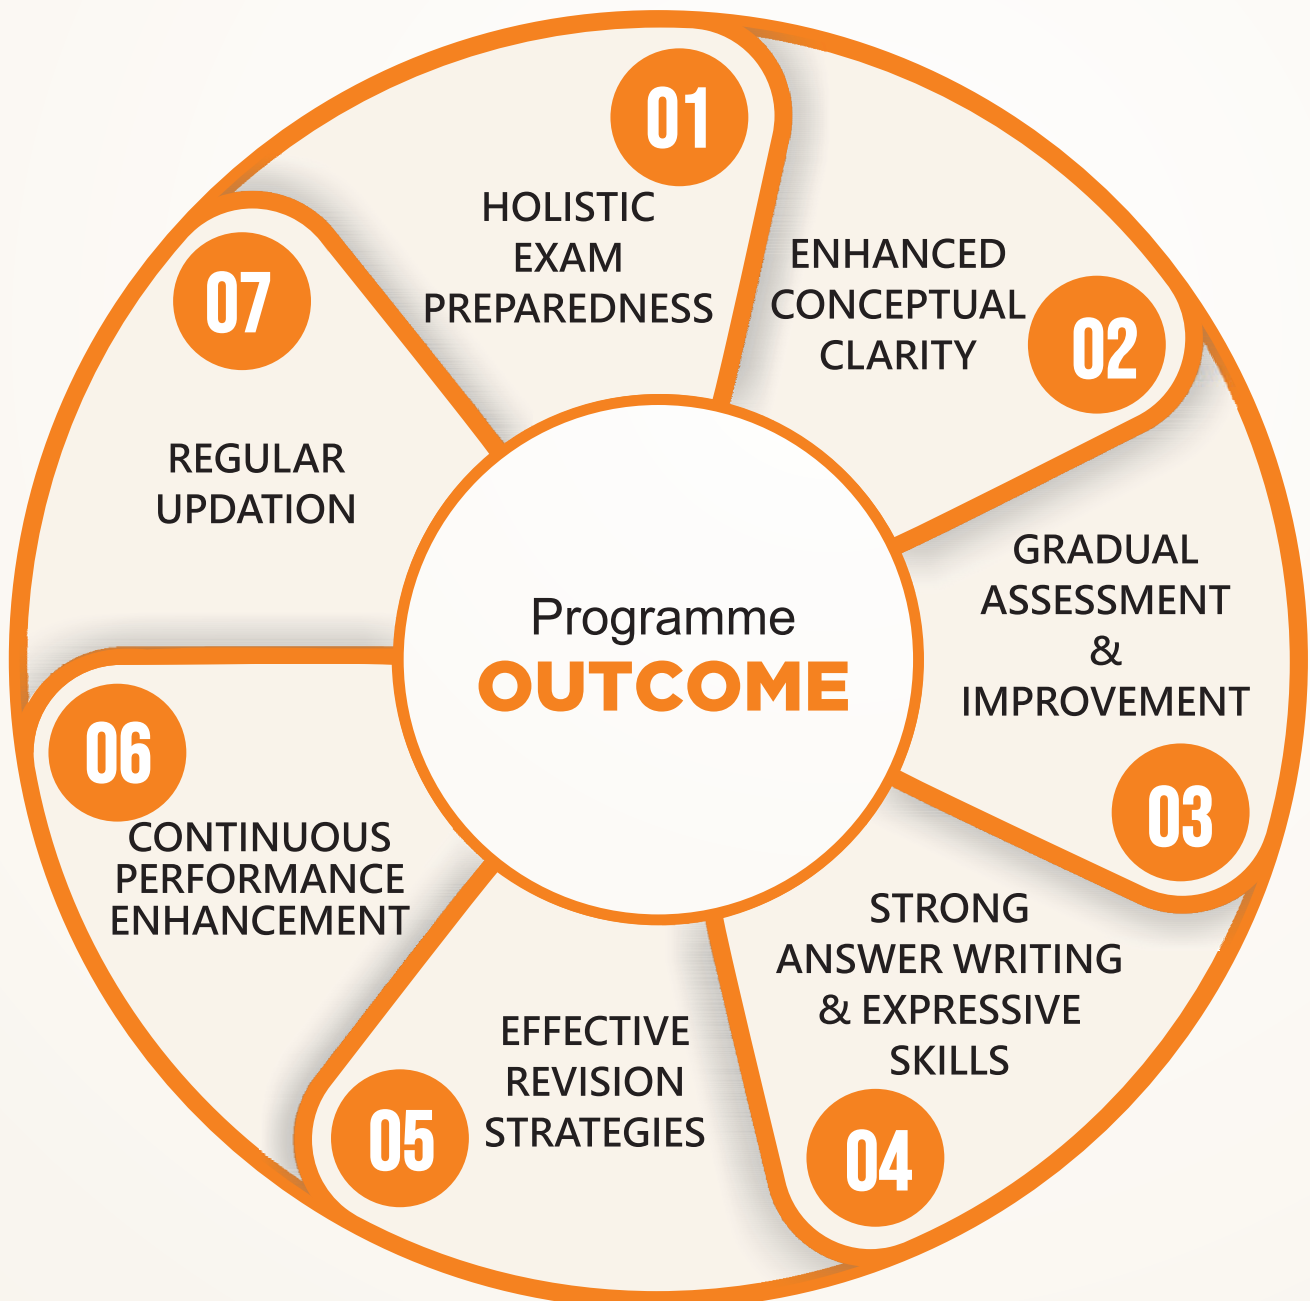 Programme
OUTCOME
01
HOLISTIC
EXAM
PREPAREDNESS
02
ENHANCED
CONCEPTUAL
CLARITY
03
GRADUAL
ASSESSMENT
&
IMPROVEMENT
04
STRONG
ANSWER WRITING
& EXPRESSIVE
SKILLS
05
EFFECTIVE
REVISION
STRATEGIES
06
CONTINUOUS
PERFORMANCE
ENHANCEMENT
07
REGULAR
UPDATION